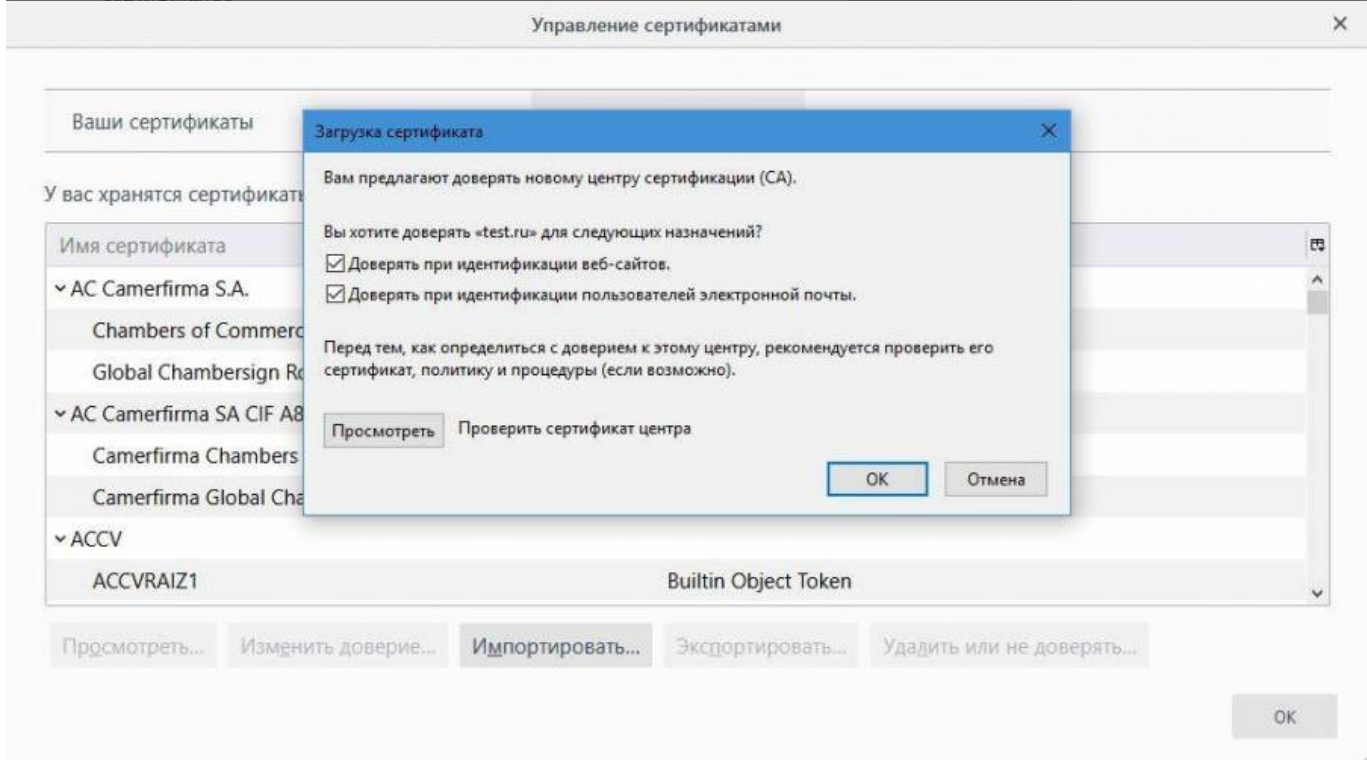 Управление сертификатами
Ваши сертификаты
Загрузка сертификата
Вам предлагают доверять новому центру сертификации (CA).
У вас хранятся сертификаты
Вы хотите доверять «test.ru» для следующих назначений?
Имя сертификата
Доверять при идентификации веб-сайтов.
AC Camerfirma S.A.
Доверять при идентификации пользователей электронной почты.
Chambers of Commerc
Перед тем, как определиться с доверием к этому центру, рекомендуется проверить его
Global Chambersign Ro
сертификат, политику и процедуры (если возможно).
AC Camerfirma SA CIF A8
Просмотреть Проверить сертификат центра
Camerfirma Chambers
OK Отмена
Camerfirma Global Cha
ACCV
ACCVRAIZ1 Builtin Object Token
Просмотреть... Изменить доверие... Импортировать... Экспортировать... Удалить или не доверять...
OK